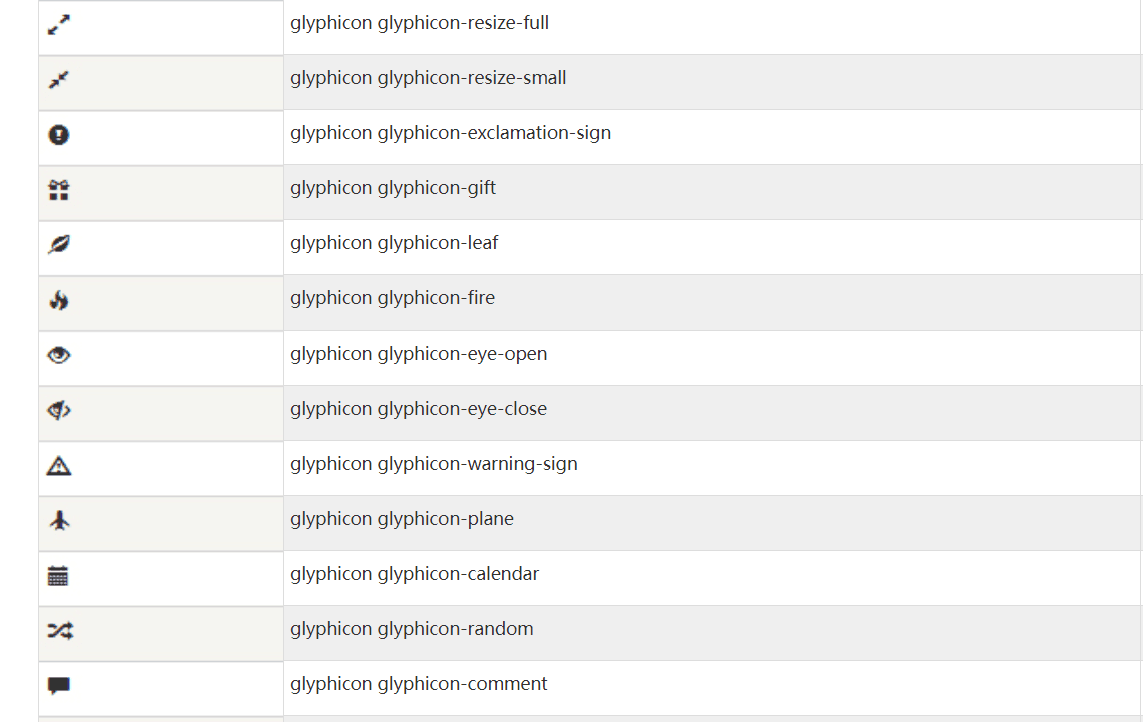 glyphicon glyphicon-resize-full
glyphicon glyphicon-resize-small
glyphicon glyphicon-exclamation-sign
glyphicon glyphicon-gift
glyphicon glyphicon-leaf
glyphicon glyphicon-fire
glyphicon glyphicon-eye-open
glyphicon glyphicon-eye-close
glyphicon glyphicon-warning-sign
glyphicon glyphicon-plane
glyphicon glyphicon-calendar
glyphicon glyphicon-random
glyphicon glyphicon-comment